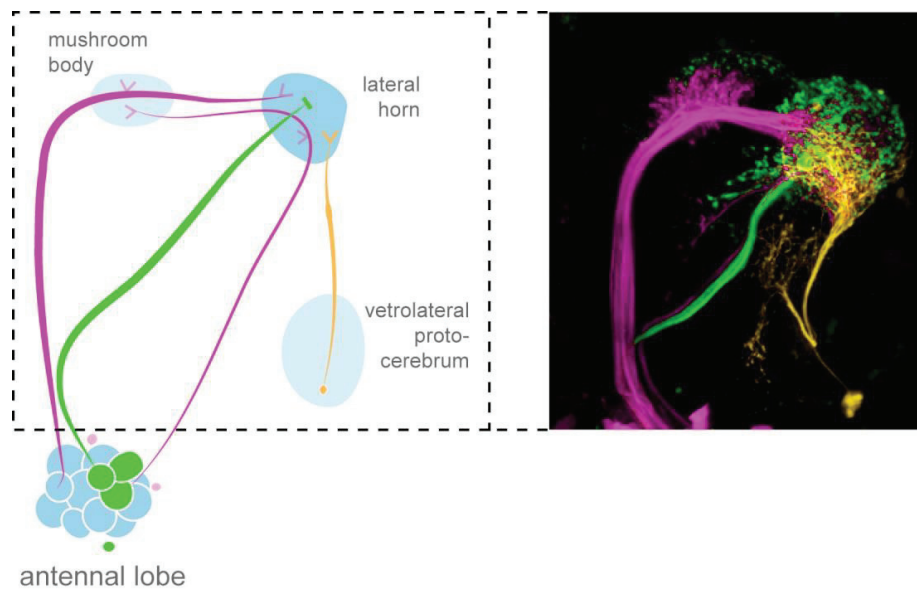 mushroom
body
lateral
horn
vetrolateral
proto-
cerebrum
antennal lobe